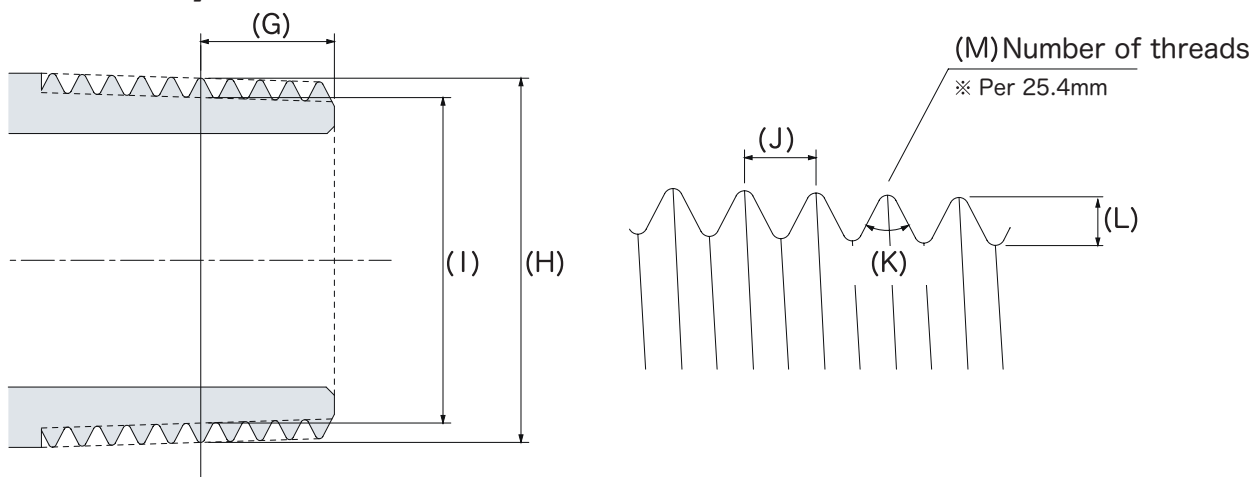 (G)
(M) Number of threads
※ Per 25.4mm
(J)
(L)
(I)
(H)
(K)